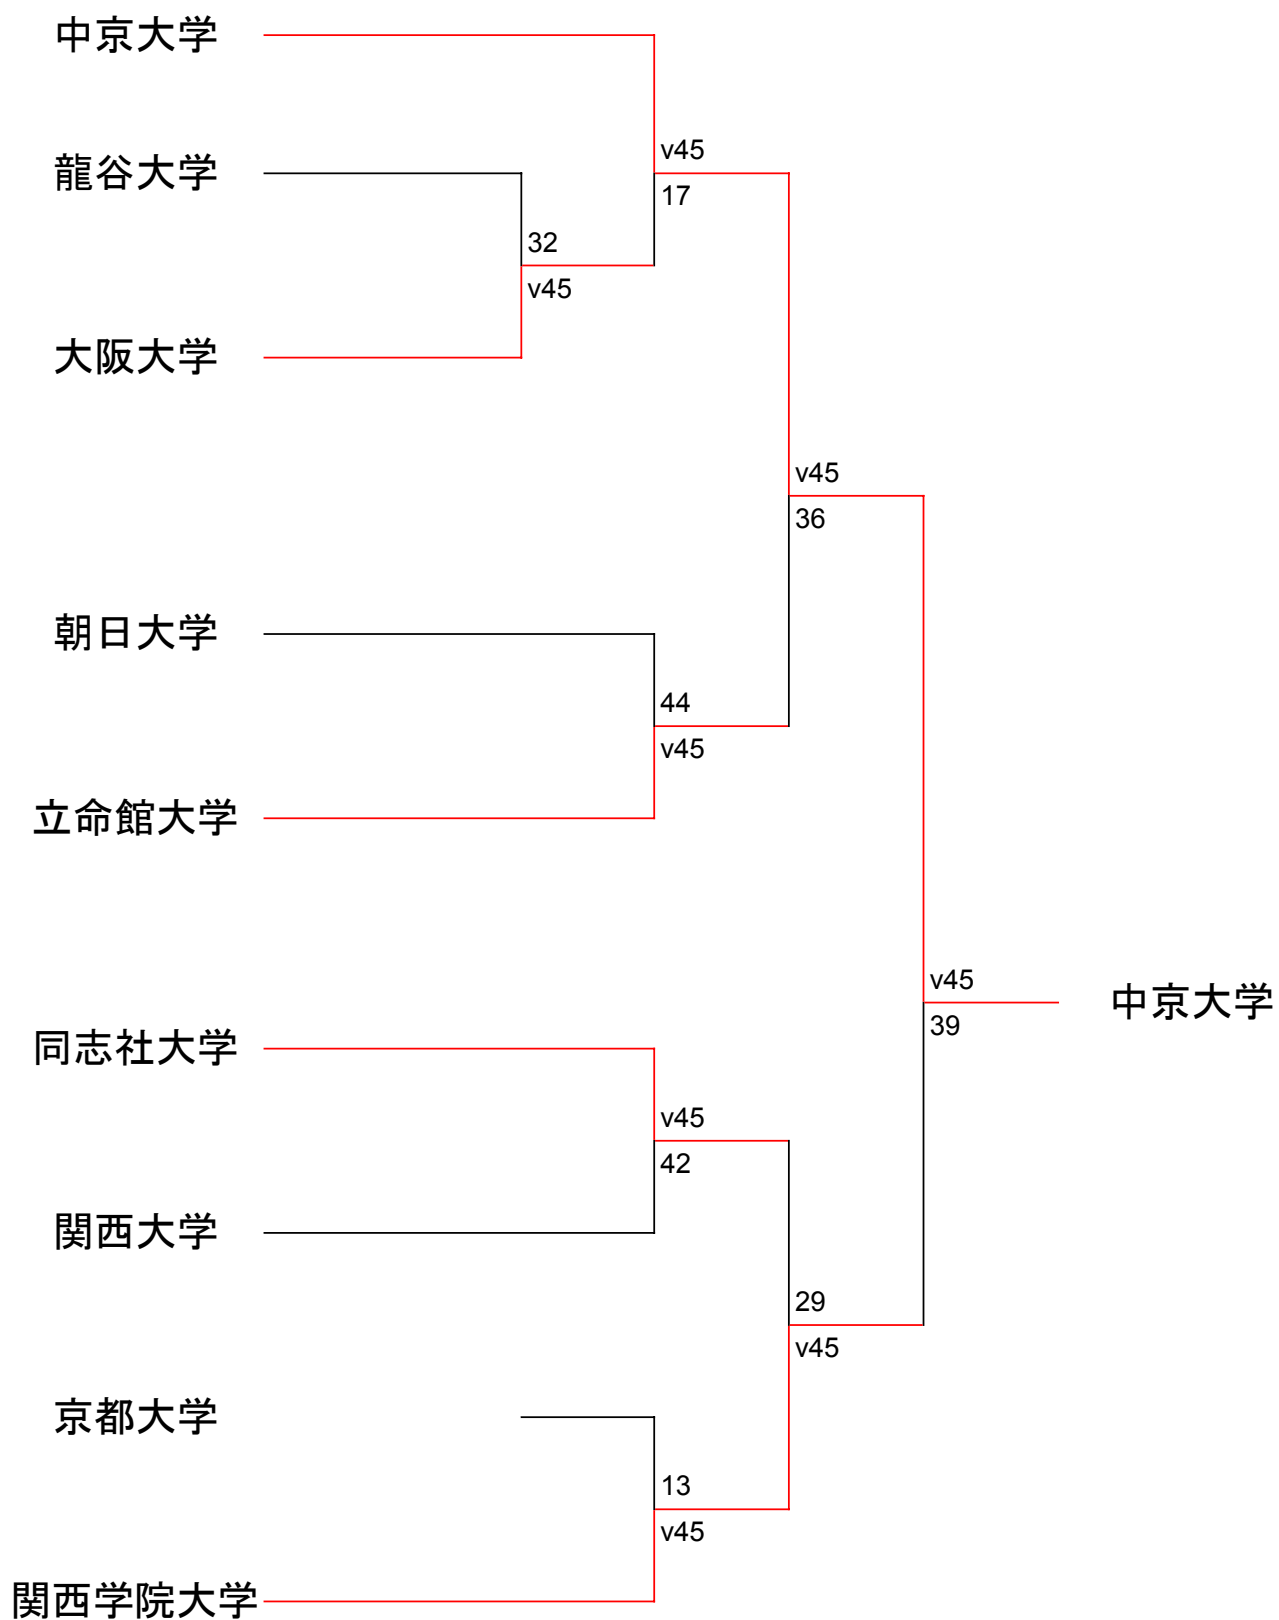 中京大学
v45
龍谷大学
17
32
v45
大阪大学
v45
36
朝日大学
44
v45
立命館大学
v45
中京大学
39
同志社大学
v45
42
関西大学
29
v45
京都大学
13
v45
関西学院大学